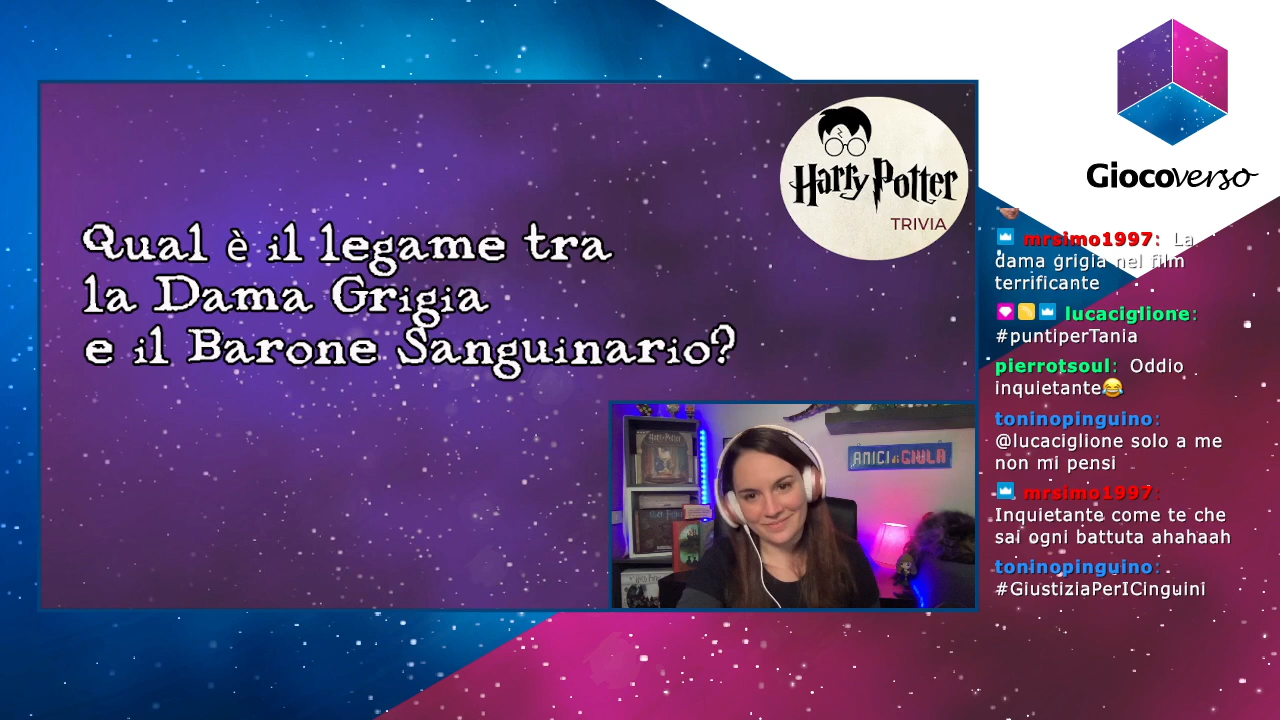 Qual è il legame tra
la Dama Grigia
e il Barone Sanguinario?
Harry Potter
TRIVIA
AMICI di GIULA
Harry Potter
Giocoverso
mrsimo1997: La
dama grigia nel film
terrificante
lucaciglione:
#puntiperTania
pierrotsoul: Oddio
inquietante😂
toninopinguino:
@lucaciglione solo a me
non mi pensi
mrsimo1997:
Inquietante come te che
sai ogni battuta ahahaah
toninopinguino:
#GiustiziaPerICinguini